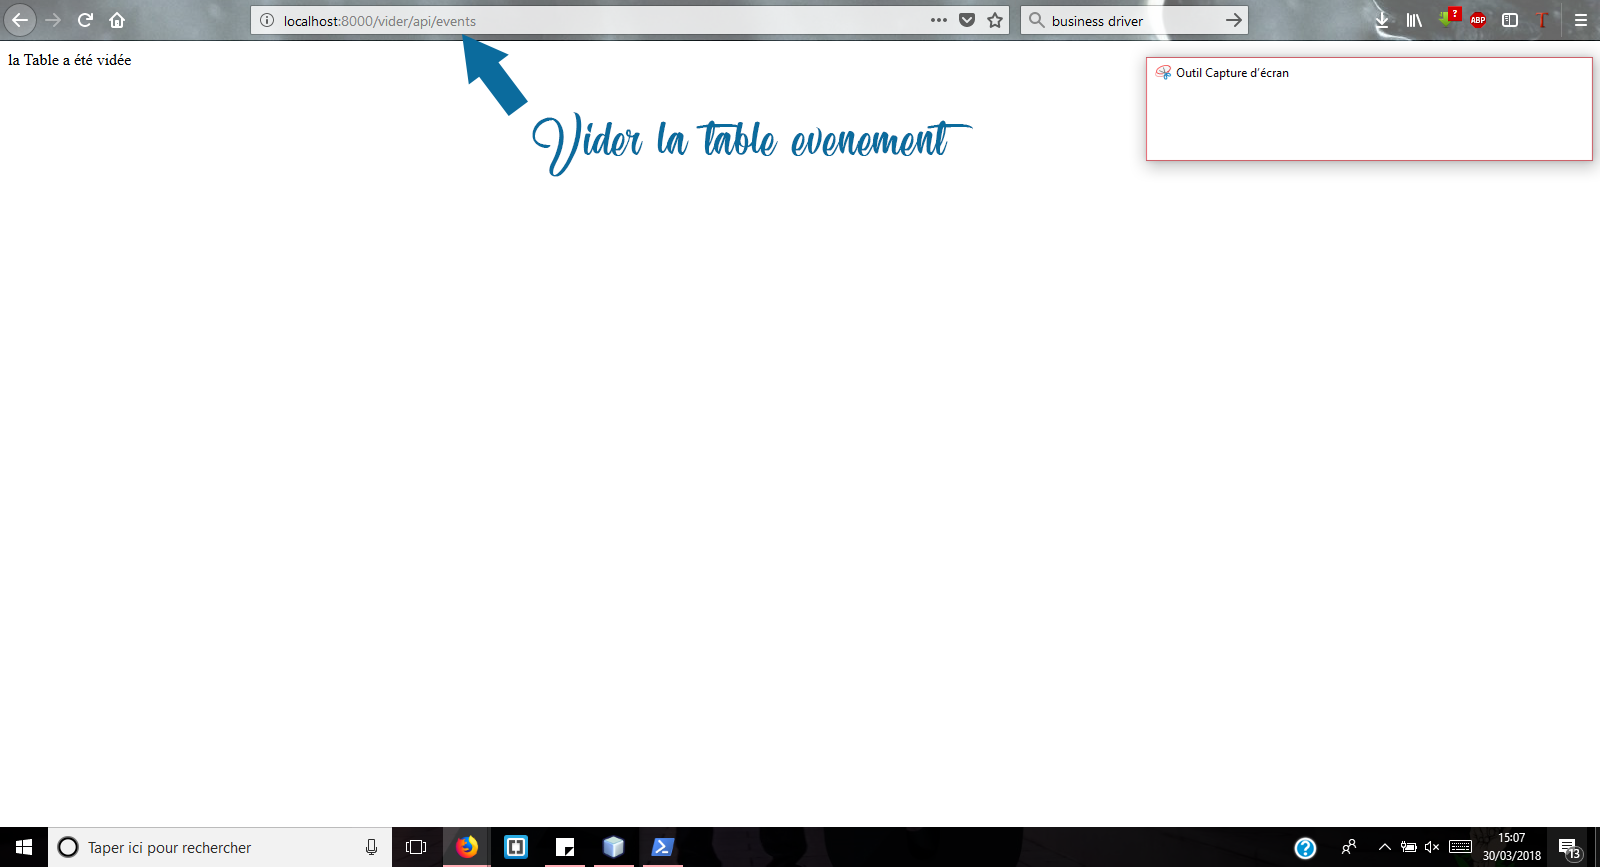 localhost:8000/vider/api/events
business driver
?
ABP
T
la Table a été vidée
Outil Capture d'écran
Vider la table evenement
Taper ici pour rechercher
15:07
30/03/2018
13